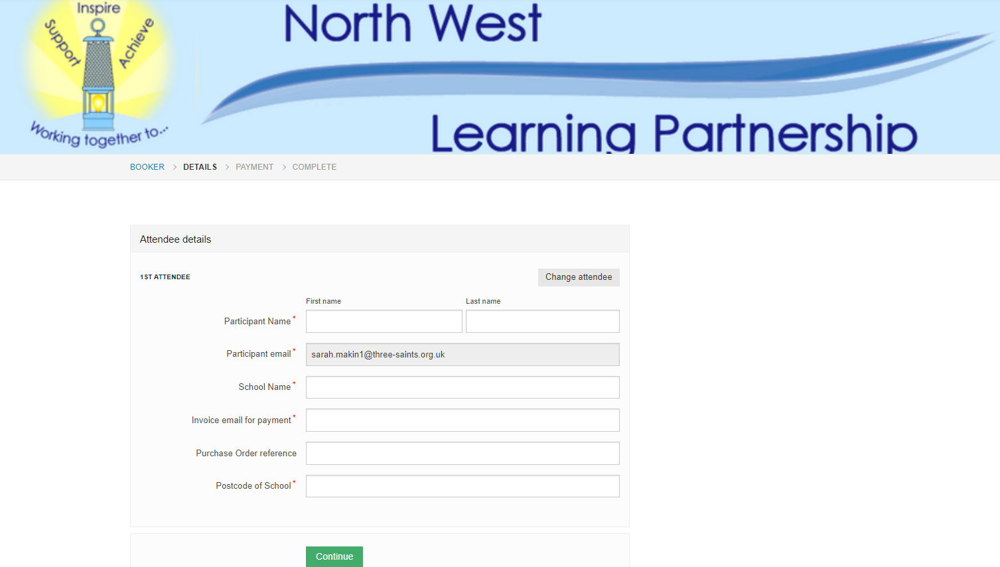 Inspire
Support
Achieve
Working together to...
North West
Learning Partnership
BOOKER > DETAILS > PAYMENT > COMPLETE
Attendee details
1ST ATTENDEE
Change attendee
First name
Last name
Participant Name *
Participant email * sarah.makin1@three-saints.org.uk
School Name *
Invoice email for payment *
Purchase Order reference
Postcode of School *
Continue